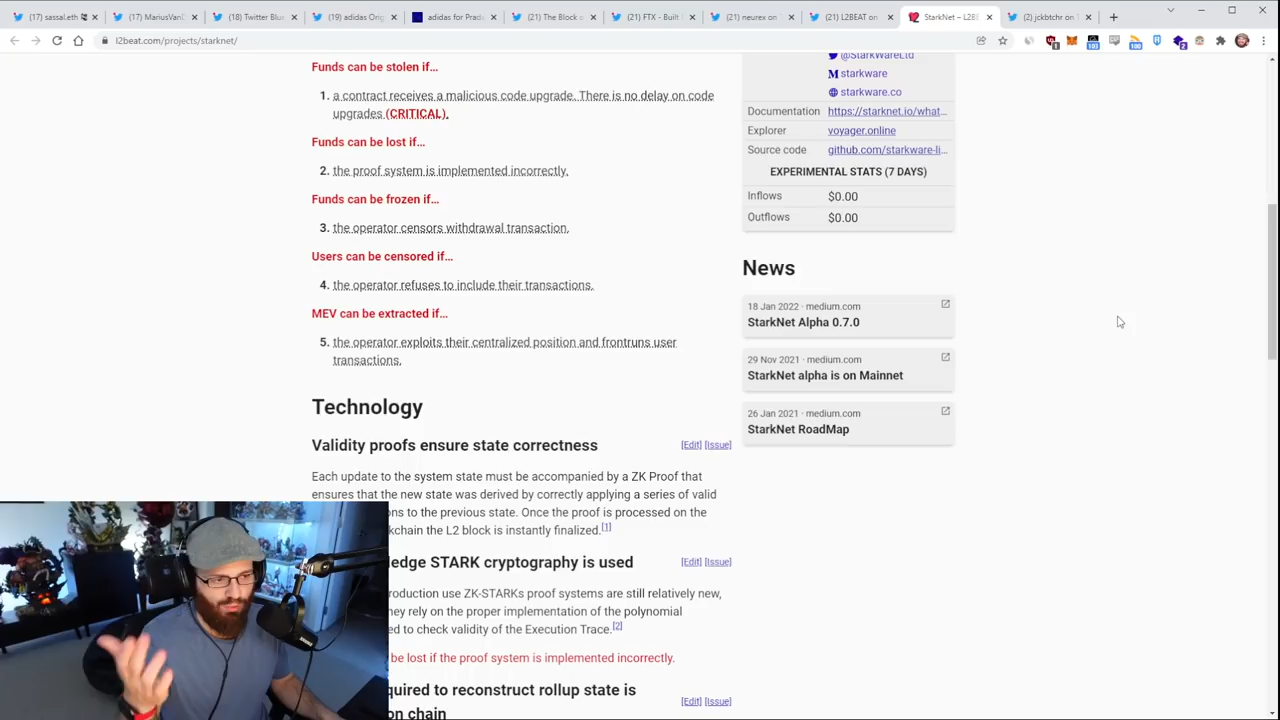 (17) sassal.eth
(17) MariusVan
(18) Twitter Blu
(19) adidas Orig
adidas for Prad
(21) The Block o
(21) FTX - Built
(21) neurex on
(21) L2BEAT on
StarkNet – L2B
(2) jckbtchr on
l2beat.com/projects/starknet/
Funds can be stolen if…
1. a contract receives a malicious code upgrade. There is no delay on code
upgrades (CRITICAL).
Funds can be lost if…
2. the proof system is implemented incorrectly.
Funds can be frozen if…
3. the operator censors withdrawal transaction.
Users can be censored if…
4. the operator refuses to include their transactions.
MEV can be extracted if…
5. the operator exploits their centralized position and frontruns user
transactions.
Technology
Validity proofs ensure state correctness
[Edit] [Issue]
Each update to the system state must be accompanied by a ZK Proof that
ensures that the new state was derived by correctly applying a series of valid
ons to the previous state. Once the proof is processed on the
kchain the L2 block is instantly finalized.[1]
ledge STARK cryptography is used
[Edit] [Issue]
roduction use ZK-STARKs proof systems are still relatively new,
hey rely on the proper implementation of the polynomial
ed to check validity of the Execution Trace.[2]
be lost if the proof system is implemented incorrectly.
quired to reconstruct rollup state is
[Edit] [Issue]
on chain
@StarkWareLtd
starkware
starkware.co
Documentation https://starknet.io/what…
Explorer voyager.online
Source code github.com/starkware-li…
EXPERIMENTAL STATS (7 DAYS)
Inflows $0.00
Outflows $0.00
News
18 Jan 2022 · medium.com
StarkNet Alpha 0.7.0
29 Nov 2021 · medium.com
StarkNet alpha is on Mainnet
26 Jan 2021 · medium.com
StarkNet RoadMap